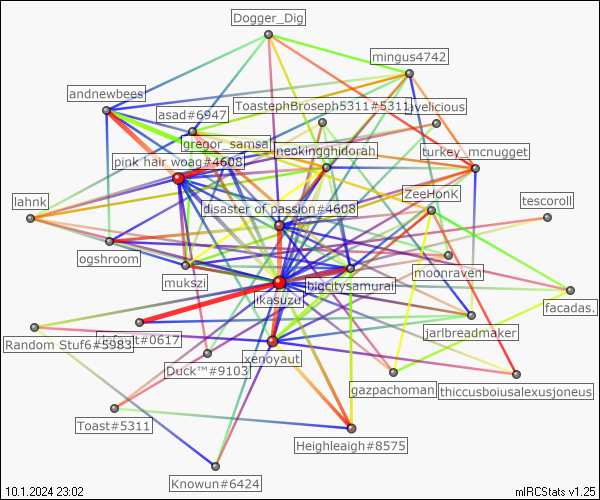 Dogger_Dig
mingus4742
andnewbees
ToastephBroseph5311#5311
velicious
asad#6947
gregor_samsa
neokingghidorah
turkey_mcnugget
pink hair woag#4608
lahnk
ZeeHonK
tescoroll
disaster of passion#4608
ogshroom
moonraven
mukszi
bigcitysamurai
ikasuzu
facadas.
#0617
jarlbreadmaker
Random Stuf6#5983
xenoyaut
Duck™#9103
gazpachoman
thiccusboiusalexusjoneus
Toast#5311
Heighleaigh#8575
Knowun#6424
10.1.2024 23:02
mIRCStats v1.25